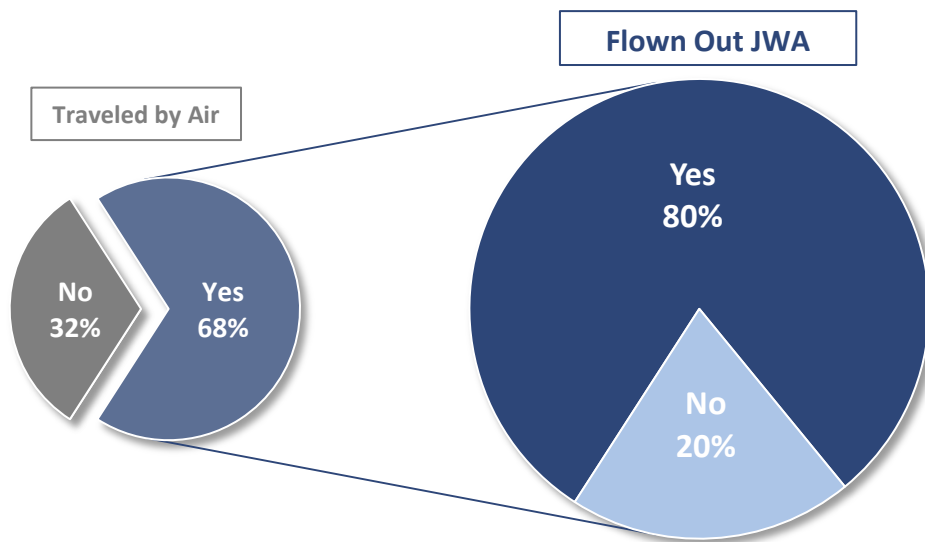 Flown Out JWA
Traveled by Air
Yes
80%
No
32%
Yes
68%
No
20%